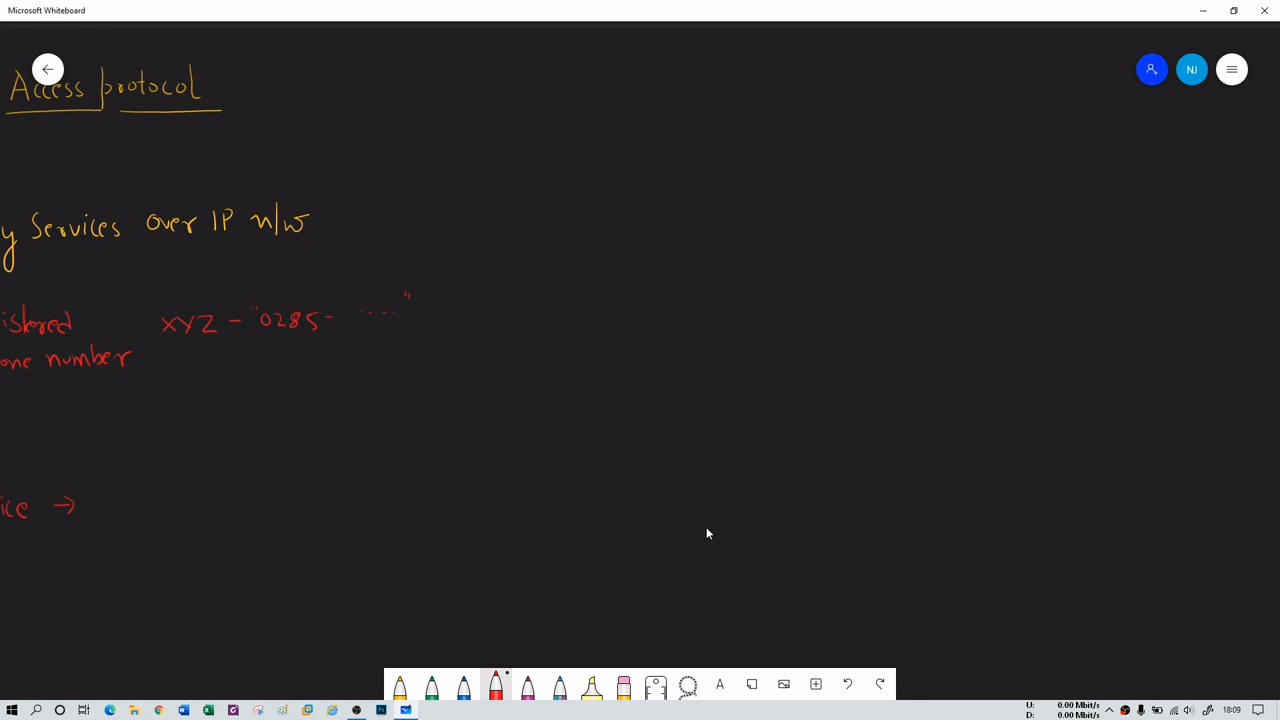 Microsoft Whiteboard
Access protocol
NJ
y Services Over IP n/w
istered XYZ - "0285- ....."
one number
ice →
A
U: 0.00 Mbit/s
D: 0.00 Mbit/s
18:09